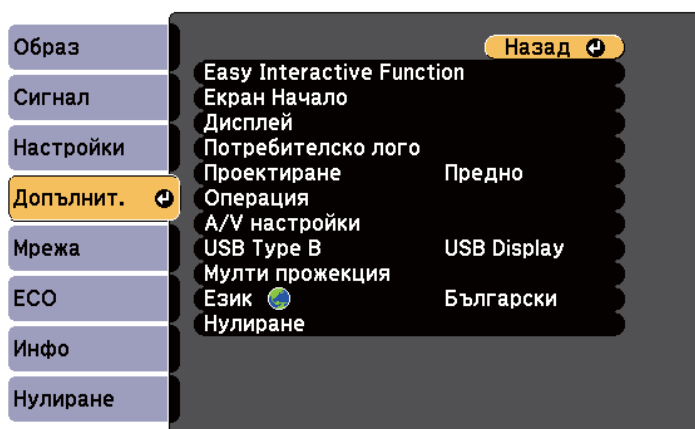 Образ
Сигнал
Настройки
Допълнит.
Мрежа
ECO
Инфо
Нулиране
Назад
Easy Interactive Function
Екран Начало
Дисплей
Потребителско лого
Проектиране Предно
Операция
A/V настройки
USB Type B USB Display
Мулти прожекция
Език Български
Нулиране